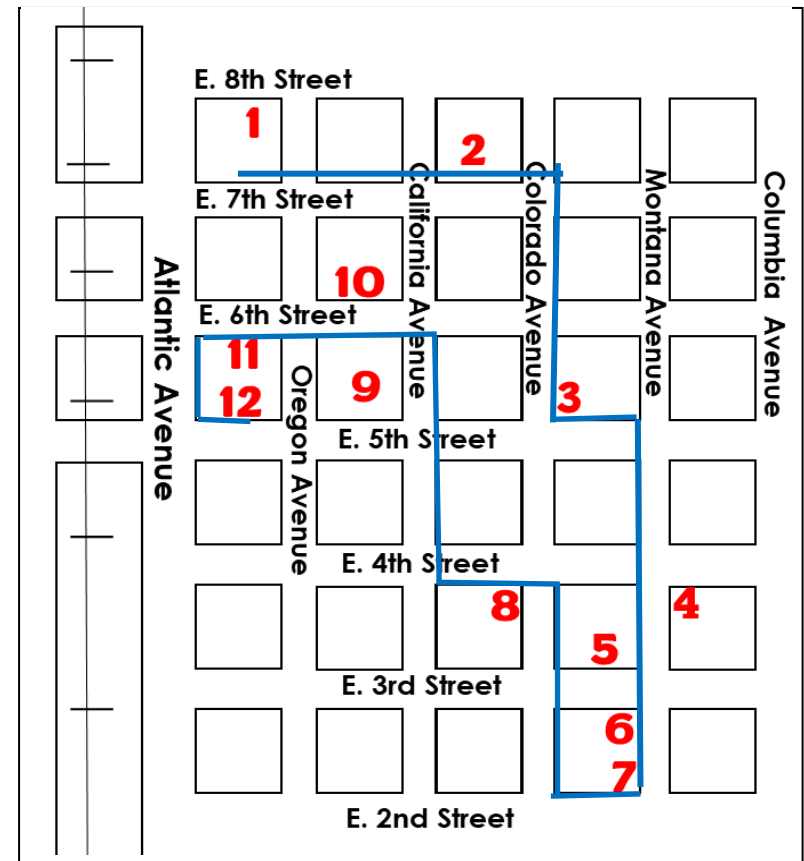 E. 8th Street
1
2
E. 7th Street
California Avenue
Colorado Avenue
Montana Avenue
Columbia Avenue
Atlantic Avenue
10
E. 6th Street
11
12
Oregon Avenue
9
3
E. 5th Street
E. 4th Street
8
5
4
E. 3rd Street
6
7
E. 2nd Street